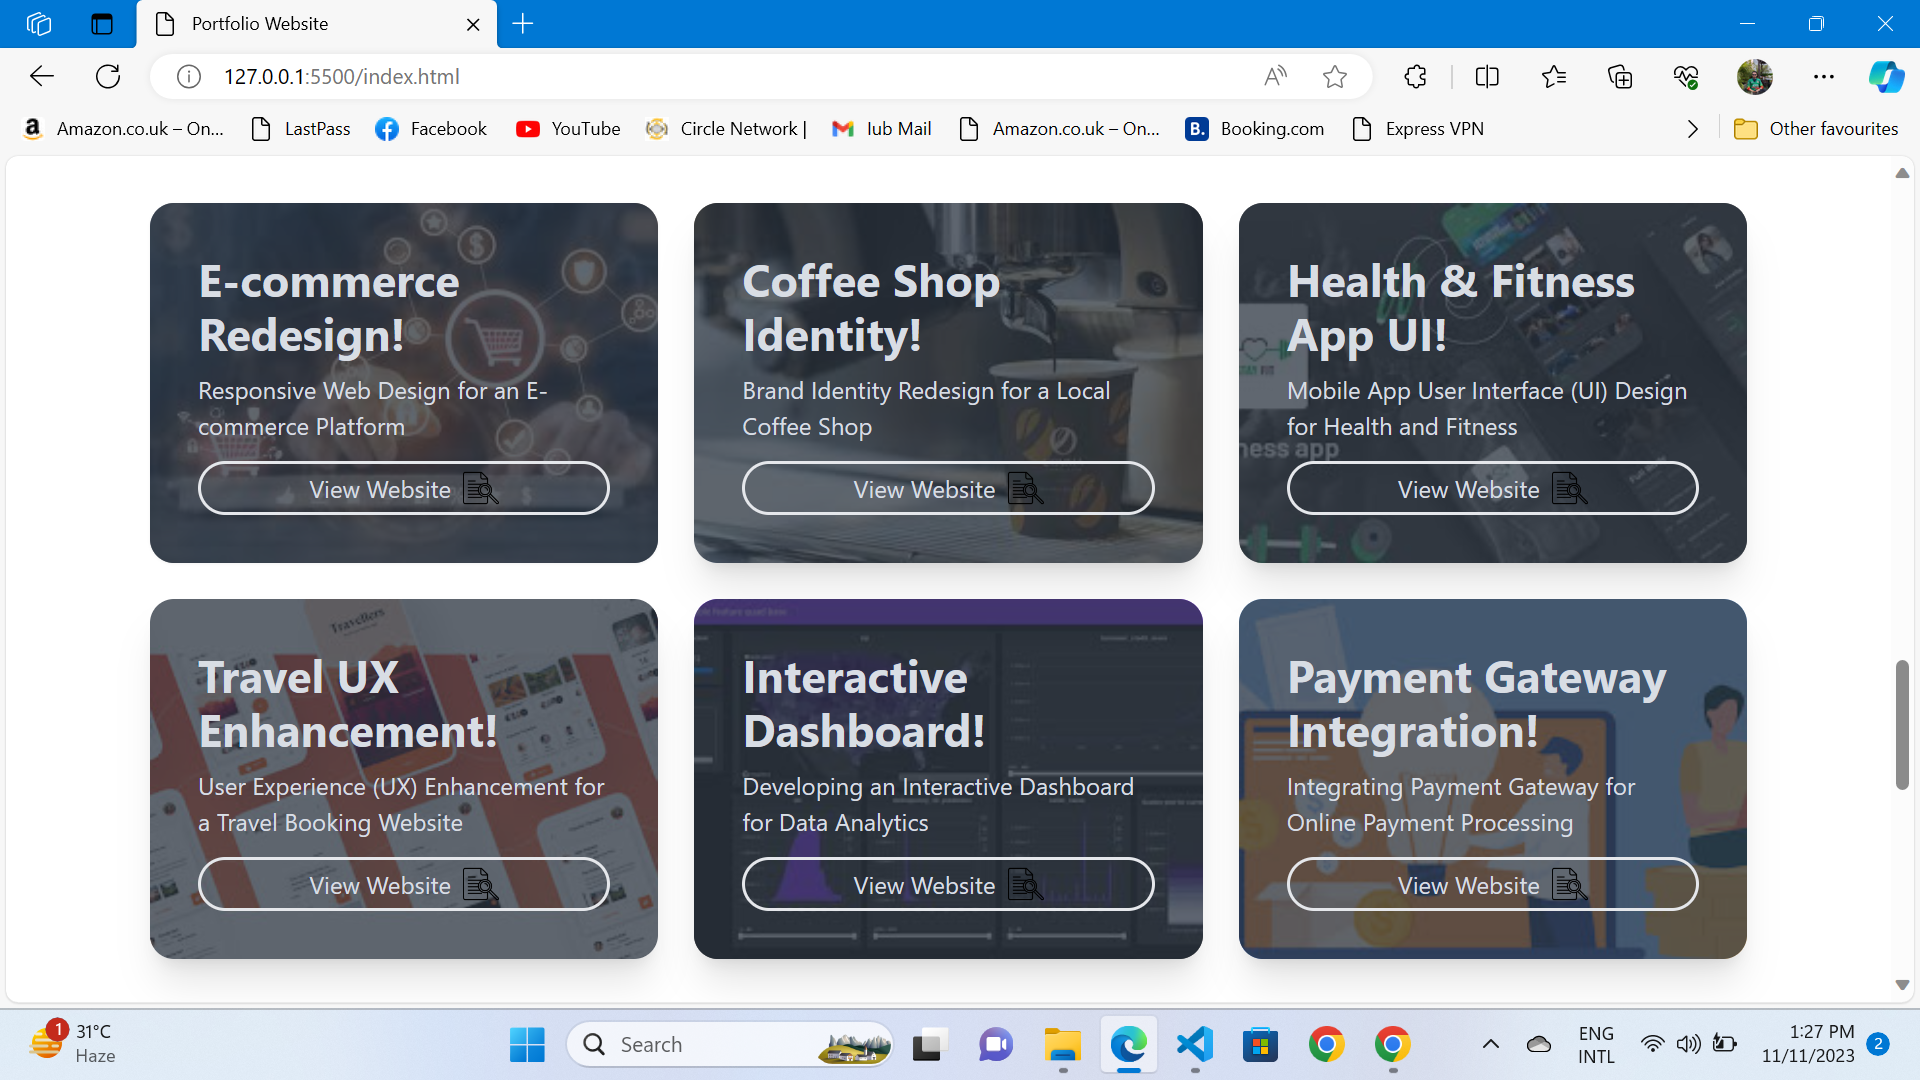 Portfolio Website
127.0.0.1:5500/index.html
Amazon.co.uk – On...
LastPass
Facebook
YouTube
Circle Network |
Iub Mail
Amazon.co.uk – On...
B.
Booking.com
Express VPN
Other favourites
E-commerce
Redesign!
Responsive Web Design for an E-
commerce Platform
View Website
Coffee Shop
Identity!
Brand Identity Redesign for a Local
Coffee Shop
View Website
Health & Fitness
App UI!
Mobile App User Interface (UI) Design
for Health and Fitness
ness app
View Website
Travellers
Travel UX
Enhancement!
User Experience (UX) Enhancement for
a Travel Booking Website
View Website
Interactive
Dashboard!
Developing an Interactive Dashboard
for Data Analytics
View Website
Payment Gateway
Integration!
Integrating Payment Gateway for
Online Payment Processing
View Website
1
31°C
Haze
Search
ENG
INTL
1:27 PM
11/11/2023
2